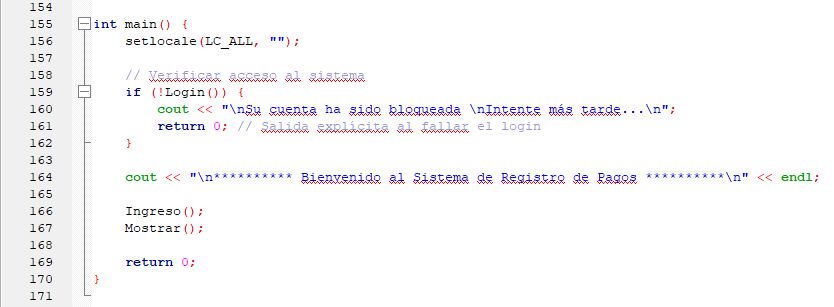 154
155 int main() {
156 setlocale(LC_ALL, "");
157
158 // Verificar acceso al sistema
159 if (!Login()) {
160 cout << "\nSu cuenta ha sido bloqueada \nIntente más tarde...\n";
161 return 0; // Salida explícita al fallar el login
162 }
163
164 cout << "\n********** Bienvenido al Sistema de Registro de Pagos **********\n" << endl;
165
166 Ingreso();
167 Mostrar();
168
169 return 0;
170 }
171